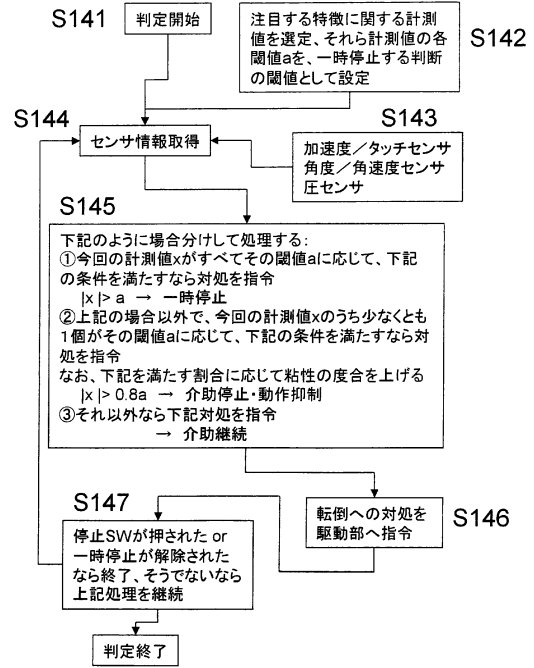 S141
判定開始
注目する特徴に関する計測
値を選定、それら計測値の各
閾値aを、一時停止する判断
の閾値として設定
S142
S144
センサ情報取得
S143
加速度／タッチセンサ
角度／角速度センサ
圧センサ
S145
下記のように場合分けして処理する:
①今回の計測値xがすべてその閾値aに応じて、下記
の条件を満たすなら対処を指令
|x |> a → 一時停止
②上記の場合以外で、今回の計測値xのうち少なくとも
1個がその閾値aに応じて、下記の条件を満たすなら対
処を指令
なお、下記を満たす割合に応じて粘性の度合を上げる
|x |> 0.8a → 介助停止・動作抑制
③それ以外なら下記対処を指令
→ 介助継続
S146
転倒への対処を
駆動部へ指令
S147
停止SWが押された or
一時停止が解除された
なら終了、そうでないなら
上記処理を継続
判定終了